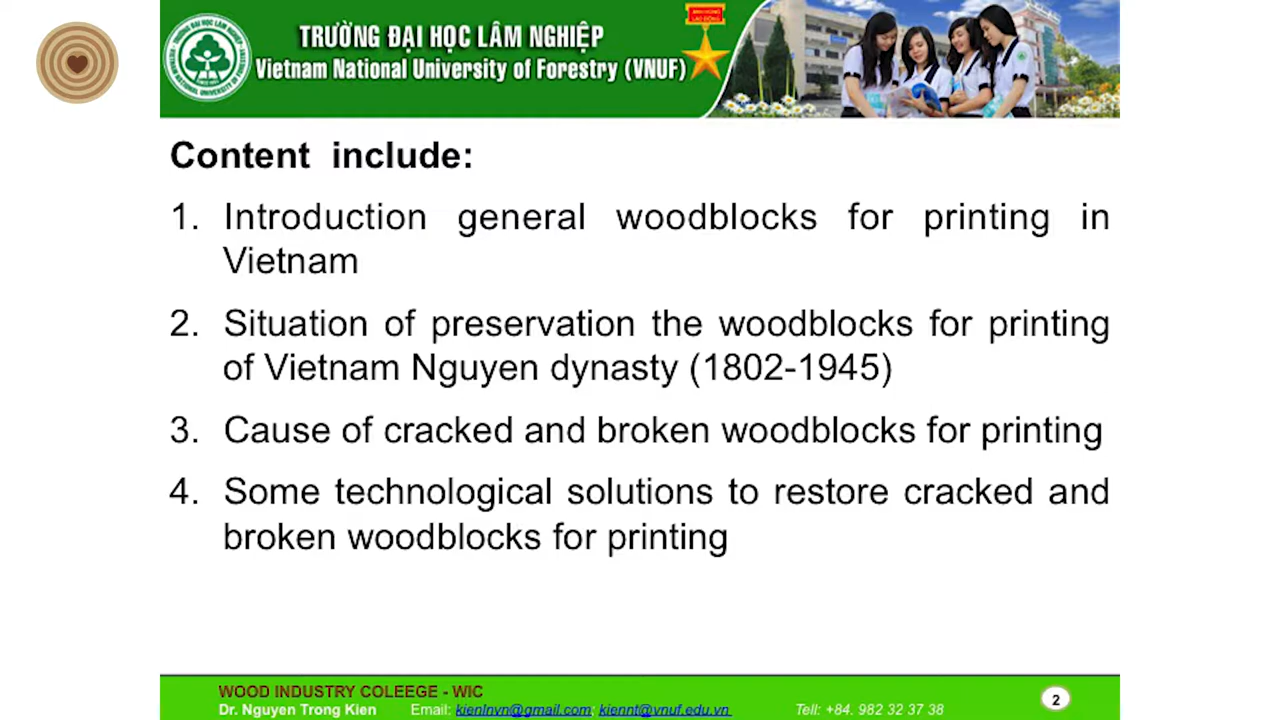 TRƯỜNG ĐẠI HỌC LÂM NGHIỆP
Vietnam National University of Forestry (VNUF)
Content include:
1. Introduction general woodblocks for printing in
Vietnam
2. Situation of preservation the woodblocks for printing
of Vietnam Nguyen dynasty (1802-1945)
3. Cause of cracked and broken woodblocks for printing
4. Some technological solutions to restore cracked and
broken woodblocks for printing
WOOD INDUSTRY COLEEGE - WIC
Dr. Nguyen Trong Kien Email: kienlnvn@gmail.com; kiennt@vnuf.edu.vn Tell: +84. 982 32 37 38
2